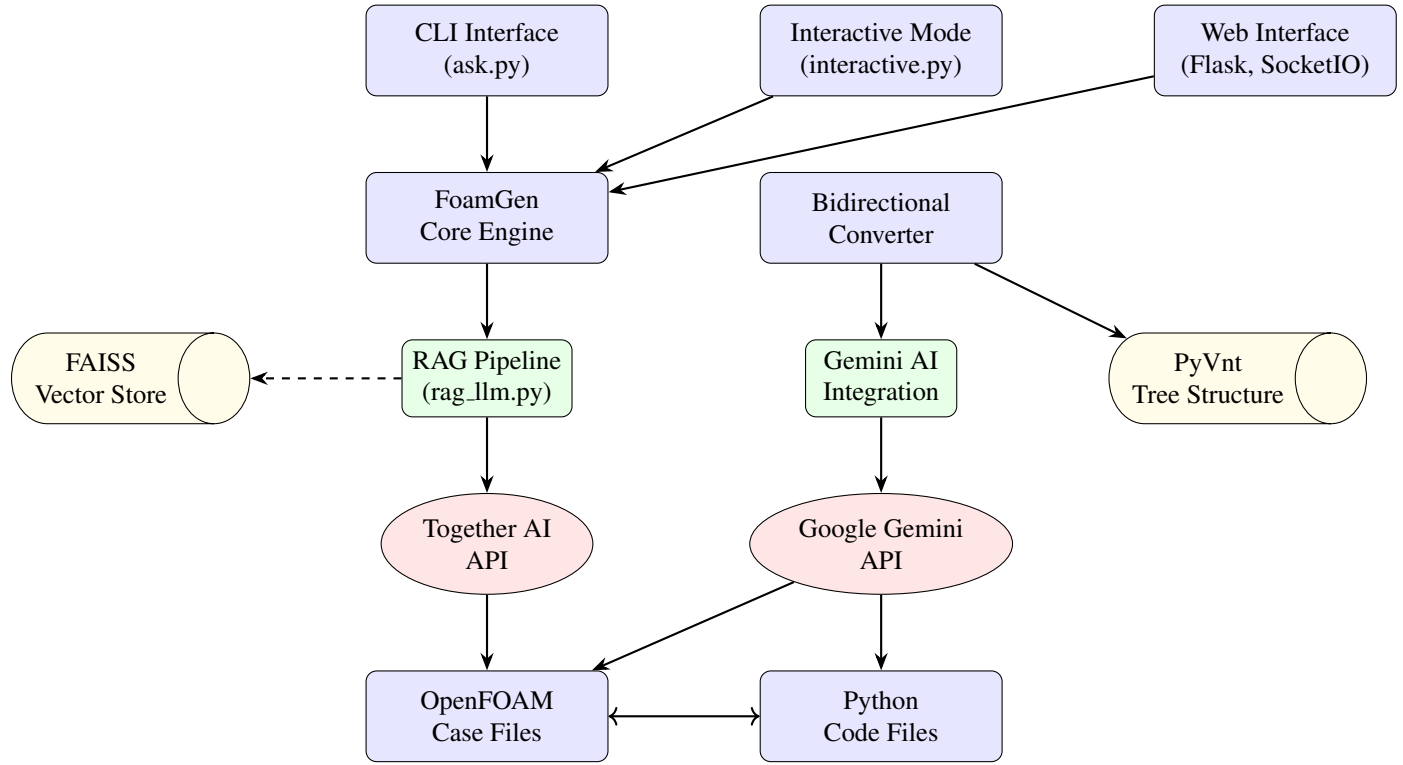 CLI Interface
(ask.py)
Interactive Mode
(interactive.py)
Web Interface
(Flask, SocketIO)
FoamGen
Core Engine
Bidirectional
Converter
FAISS
Vector Store
RAG Pipeline
(rag_llm.py)
Gemini AI
Integration
PyVnt
Tree Structure
Together AI
API
Google Gemini
API
OpenFOAM
Case Files
Python
Code Files